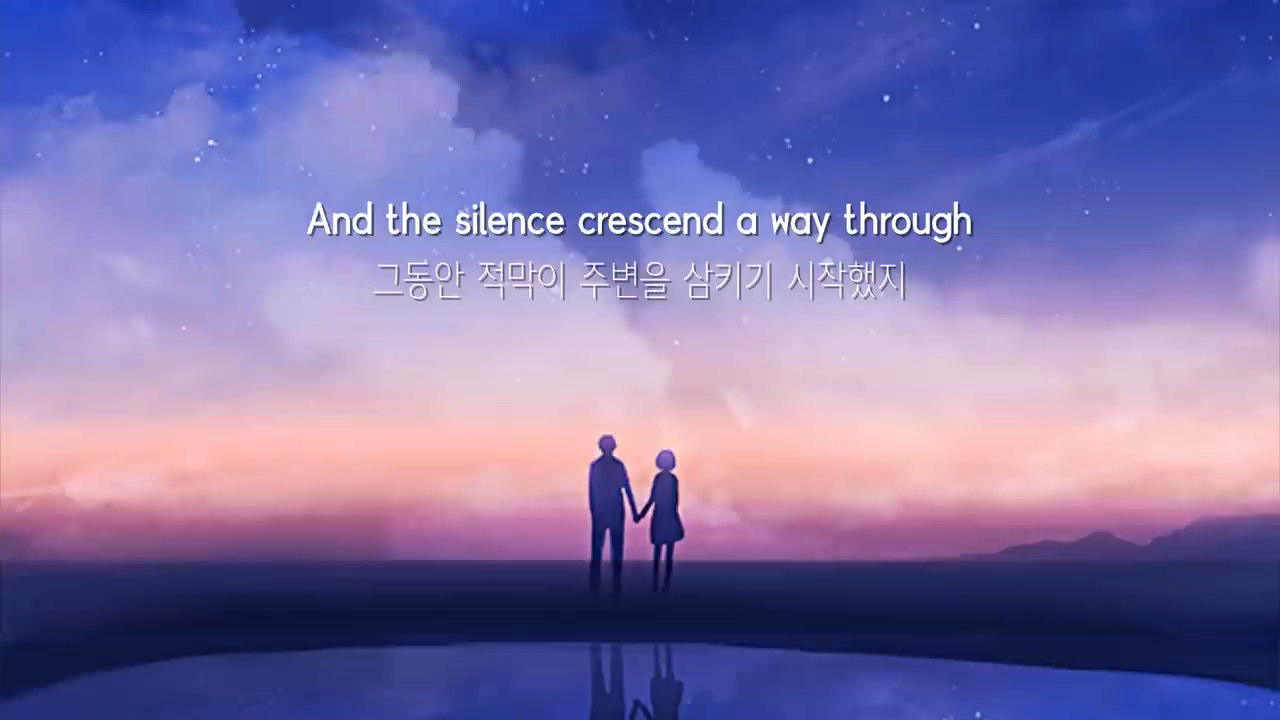 And the silence crescend a way through
그동안 적막이 주변을 삼키기 시작했지